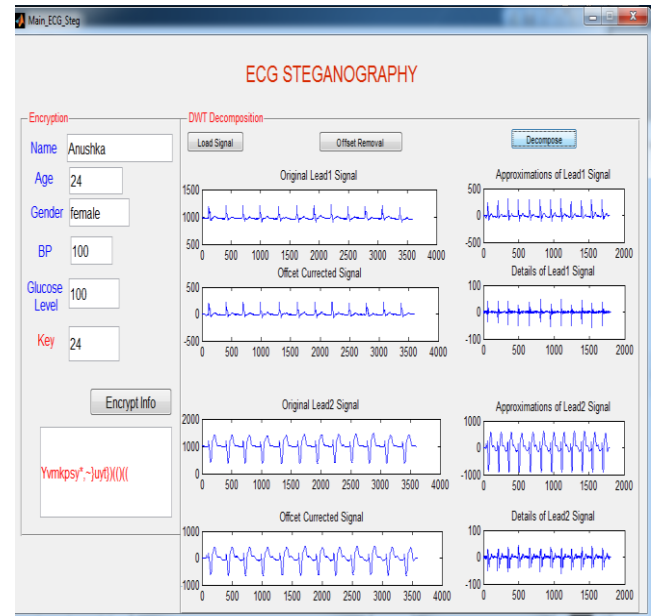 Main_ECG_Steg
ECG STEGANOGRAPHY
Encryption
Name Anushka
Age 24
Gender female
BP 100
Glucose Level 100
Key 24
Encrypt Info
DWT Decomposition
Load Signal
Offset Removal
Decompose
Original Lead1 Signal
1500
1000
500
0 500 1000 1500 2000 2500 3000 3500 4000
Offcet Currected Signal
500
0
-500
0 500 1000 1500 2000 2500 3000 3500 4000
Original Lead2 Signal
2000
1000
0
0 500 1000 1500 2000 2500 3000 3500 4000
Offcet Currected Signal
1000
0
-1000
0 500 1000 1500 2000 2500 3000 3500 4000
Approximations of Lead1 Signal
500
0
-500
0 500 1000 1500 2000
Details of Lead1 Signal
100
0
-100
0 500 1000 1500 2000
Approximations of Lead2 Signal
1000
0
-1000
0 500 1000 1500 2000
Details of Lead2 Signal
100
0
-100
0 500 1000 1500 2000